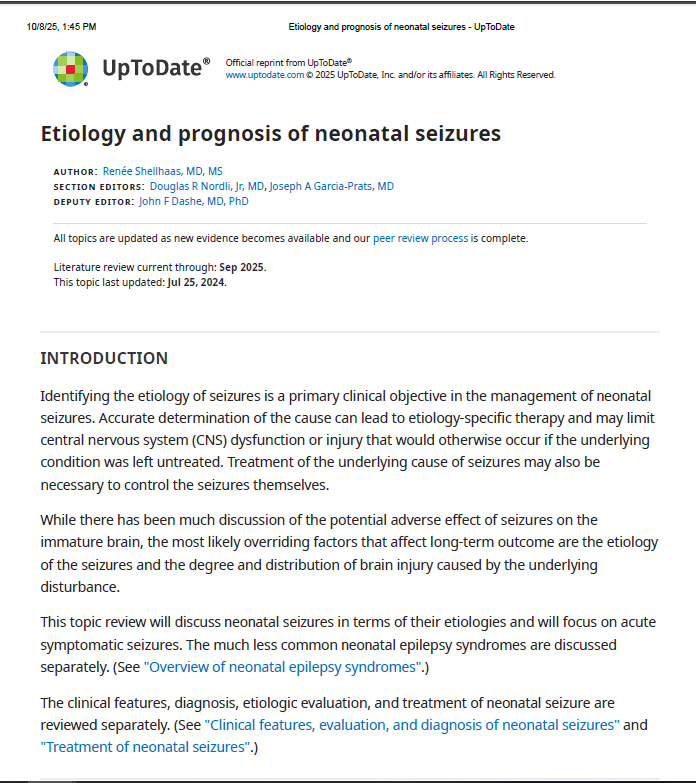 10/8/25, 1:45 PM
Etiology and prognosis of neonatal seizures - UpToDate
UpToDate®
Official reprint from UpToDate®
www.uptodate.com © 2025 UpToDate, Inc. and/or its affiliates. All Rights Reserved.
Etiology and prognosis of neonatal seizures
AUTHOR: Renée Shellhaas, MD, MS
SECTION EDITORS: Douglas R Nordli, Jr, MD, Joseph A Garcia-Prats, MD
DEPUTY EDITOR: John F Dashe, MD, PhD
All topics are updated as new evidence becomes available and our peer review process is complete.
Literature review current through: Sep 2025.
This topic last updated: Jul 25, 2024.
INTRODUCTION
Identifying the etiology of seizures is a primary clinical objective in the management of neonatal
seizures. Accurate determination of the cause can lead to etiology-specific therapy and may limit
central nervous system (CNS) dysfunction or injury that would otherwise occur if the underlying
condition was left untreated. Treatment of the underlying cause of seizures may also be
necessary to control the seizures themselves.
While there has been much discussion of the potential adverse effect of seizures on the
immature brain, the most likely overriding factors that affect long-term outcome are the etiology
of the seizures and the degree and distribution of brain injury caused by the underlying
disturbance.
This topic review will discuss neonatal seizures in terms of their etiologies and will focus on acute
symptomatic seizures. The much less common neonatal epilepsy syndromes are discussed
separately. (See "Overview of neonatal epilepsy syndromes".)
The clinical features, diagnosis, etiologic evaluation, and treatment of neonatal seizure are
reviewed separately. (See "Clinical features, evaluation, and diagnosis of neonatal seizures" and
"Treatment of neonatal seizures".)